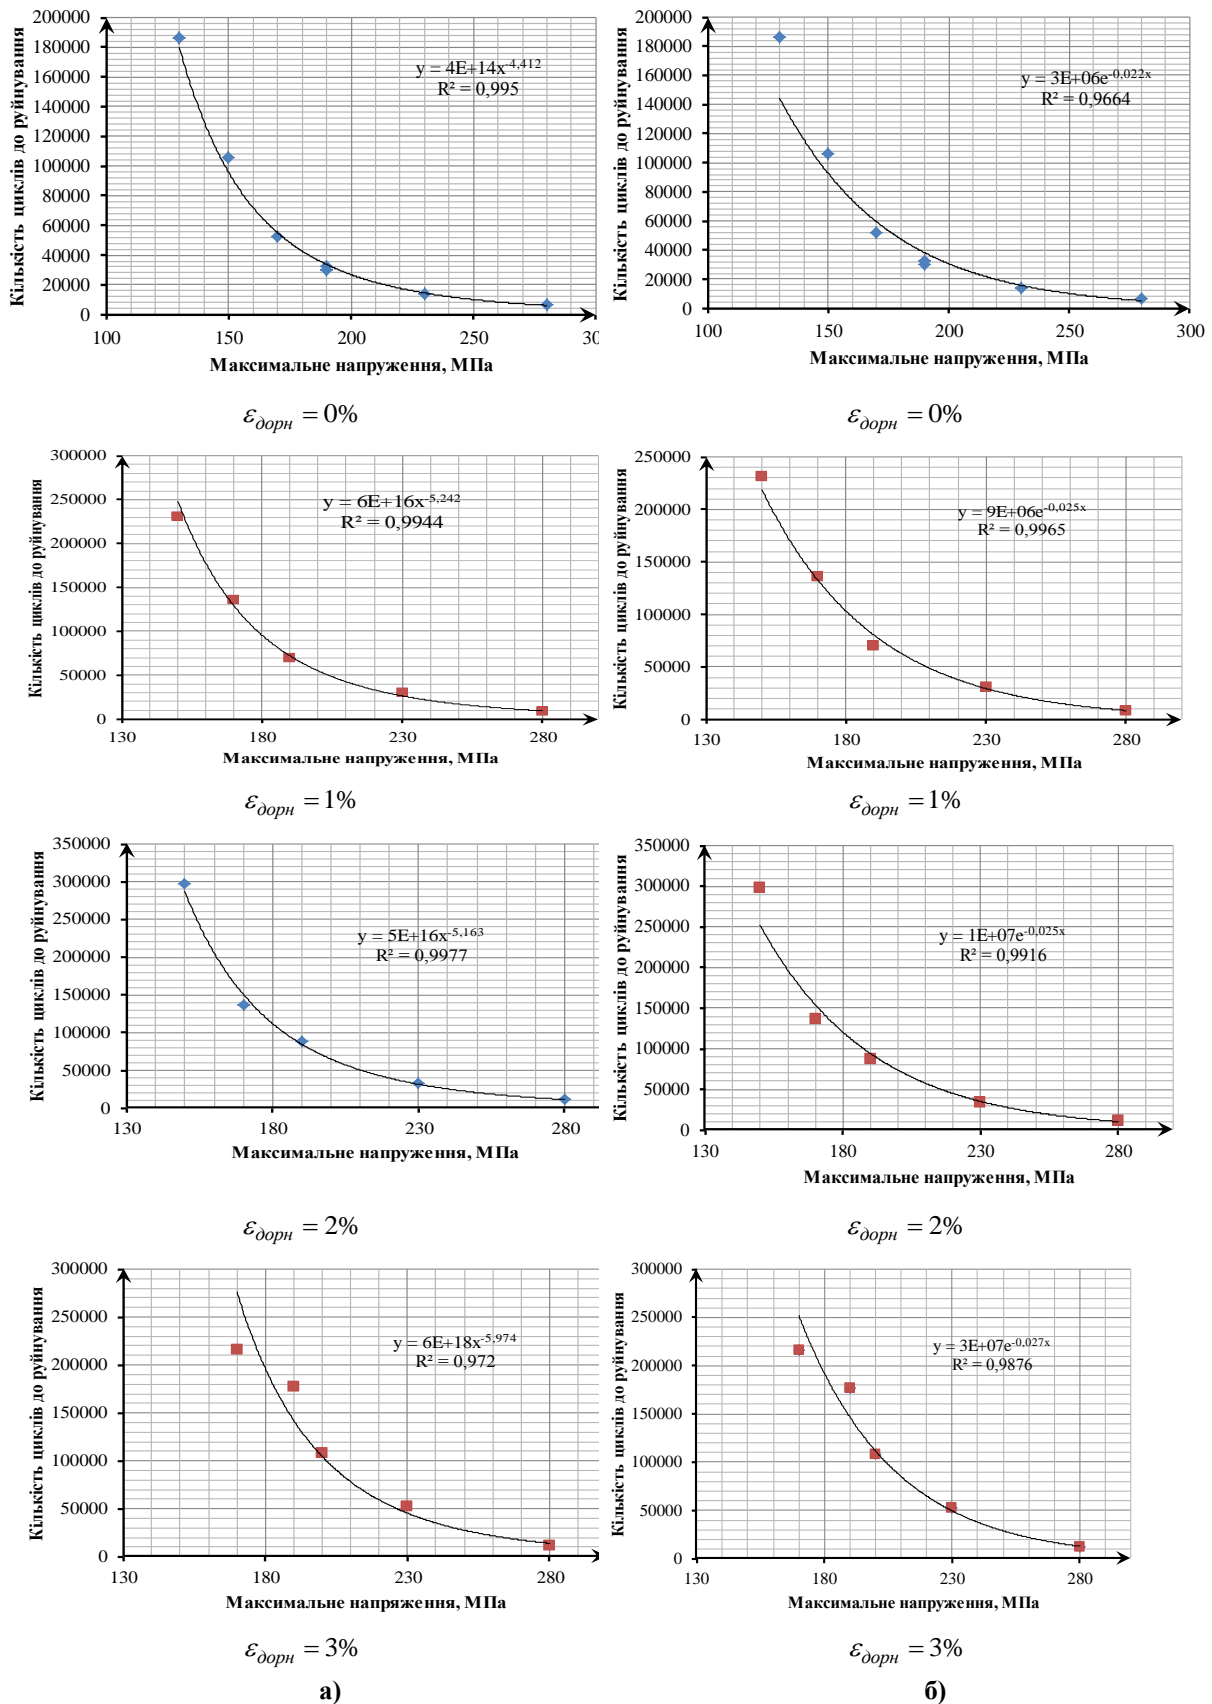 200000
180000
160000
140000
120000
100000
80000
60000
40000
20000
0
Кількість циклів до руйнування
y = 4E+14x-4,412
R² = 0,995
100 150 200 250 300
Максимальне напруження, МПа
εдорн = 0%
200000
180000
160000
140000
120000
100000
80000
60000
40000
20000
0
Кількість циклів до руйнування
y = 3E+06e-0,022x
R² = 0,9664
100 150 200 250 300
Максимальне напруження, МПа
εдорн = 0%
300000
250000
200000
150000
100000
50000
0
Кількість циклів до руйнування
y = 6E+16x-5,242
R² = 0,9944
130 180 230 280
Максимальне напруження, МПа
εдорн = 1%
250000
200000
150000
100000
50000
0
Кількість циклів до руйнування
y = 9E+06e-0,025x
R² = 0,9965
130 180 230 280
Максимальне напруження, МПа
εдорн = 1%
350000
300000
250000
200000
150000
100000
50000
0
Кількість циклів до руйнування
y = 5E+16x-5,163
R² = 0,9977
130 180 230 280
Максимальне напруження, МПа
εдорн = 2%
350000
300000
250000
200000
150000
100000
50000
0
Кількість циклів до руйнування
y = 1E+07e-0,025x
R² = 0,9916
130 180 230 280
Максимальне напруження, МПа
εдорн = 2%
300000
250000
200000
150000
100000
50000
0
Кількість циклів до руйнування
y = 6E+18x-5,974
R² = 0,972
130 180 230 280
Максимальне напряження, МПа
εдорн = 3%
300000
250000
200000
150000
100000
50000
0
Кількість циклів до руйнування
y = 3E+07e-0,027x
R² = 0,9876
130 180 230 280
Максимальне напруження, МПа
εдорн = 3%
а) б)